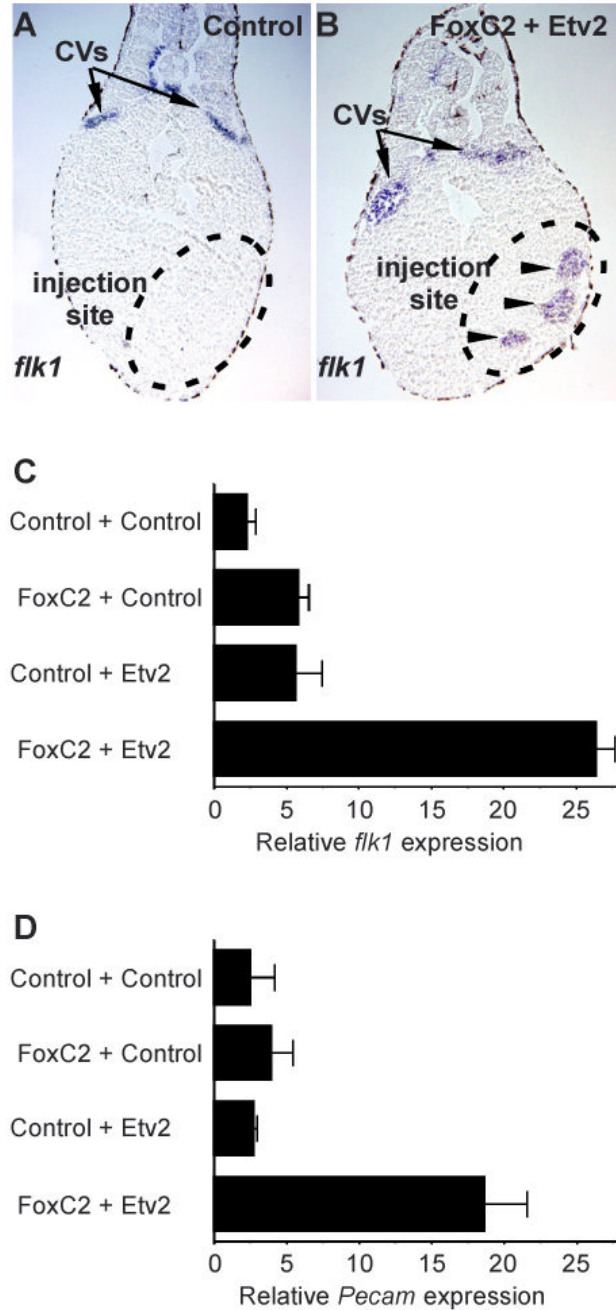 A Control
CVs
injection
site
flk1
B FoxC2 + Etv2
CVs
injection
site
flk1
C
Control + Control
FoxC2 + Control
Control + Etv2
FoxC2 + Etv2
0 5 10 15 20 25
Relative flk1 expression
D
Control + Control
FoxC2 + Control
Control + Etv2
FoxC2 + Etv2
0 5 10 15 20 25
Relative Pecam expression